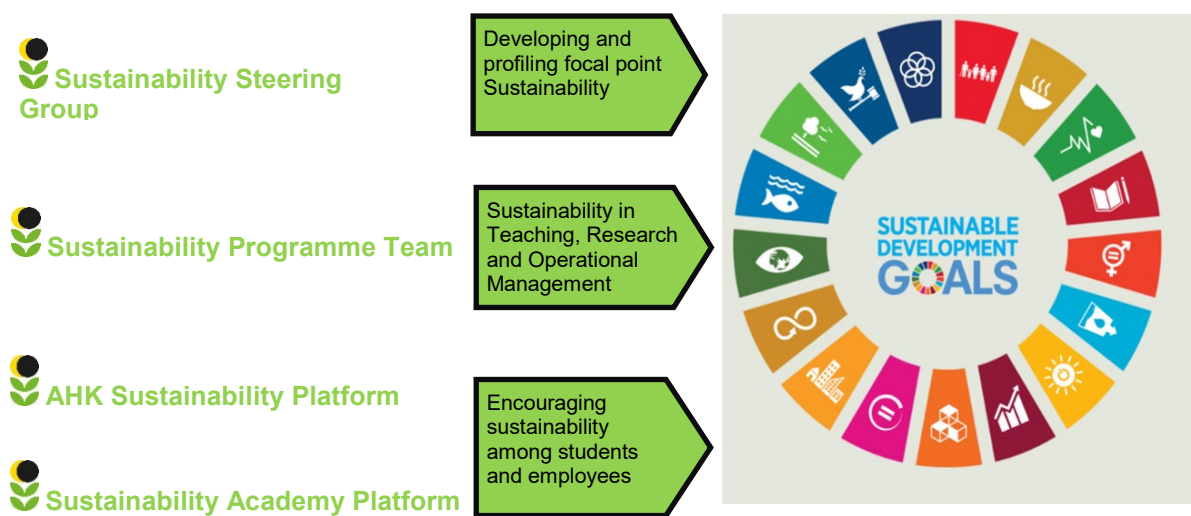 Sustainability Steering
Group
Developing and
profiling focal point
Sustainability
Sustainability Programme Team
Sustainability in
Teaching, Research
and Operational
Management
AHK Sustainability Platform
Sustainability Academy Platform
Encouraging
sustainability
among students
and employees
SUSTAINABLE
DEVELOPMENT
GOALS